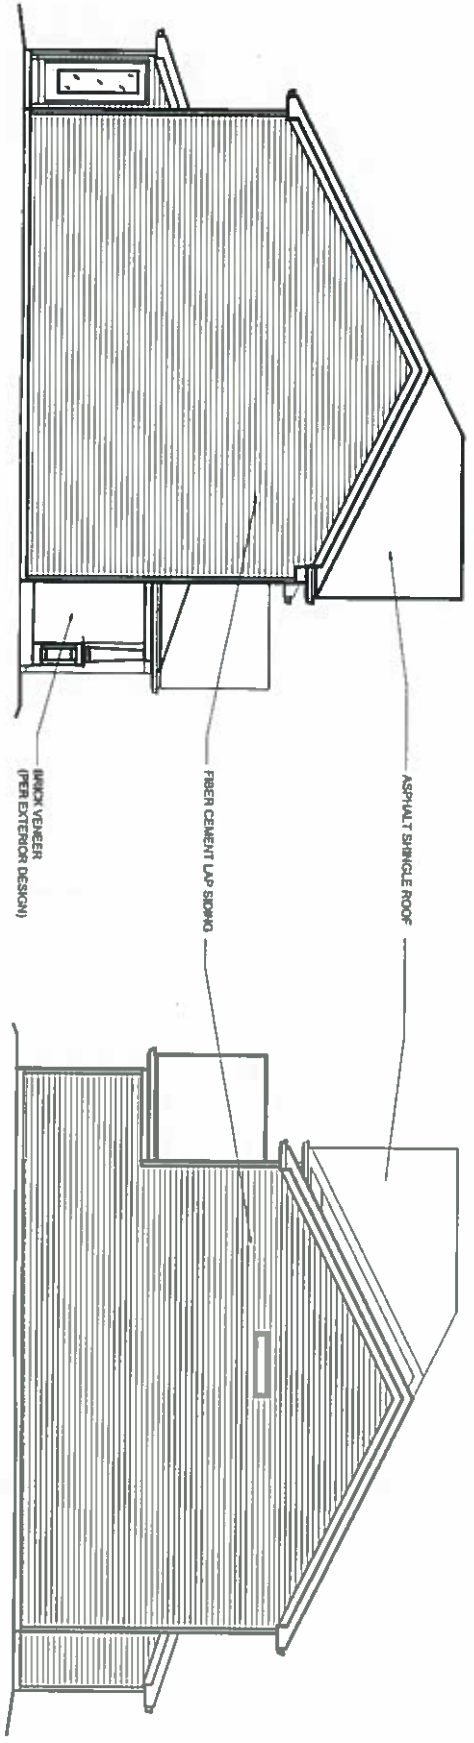 ASPHALT SHINGLE ROOF
FIBER CEMENT LAP SIDING
BRICK VENEER
(PER EXTERIOR DESIGN)